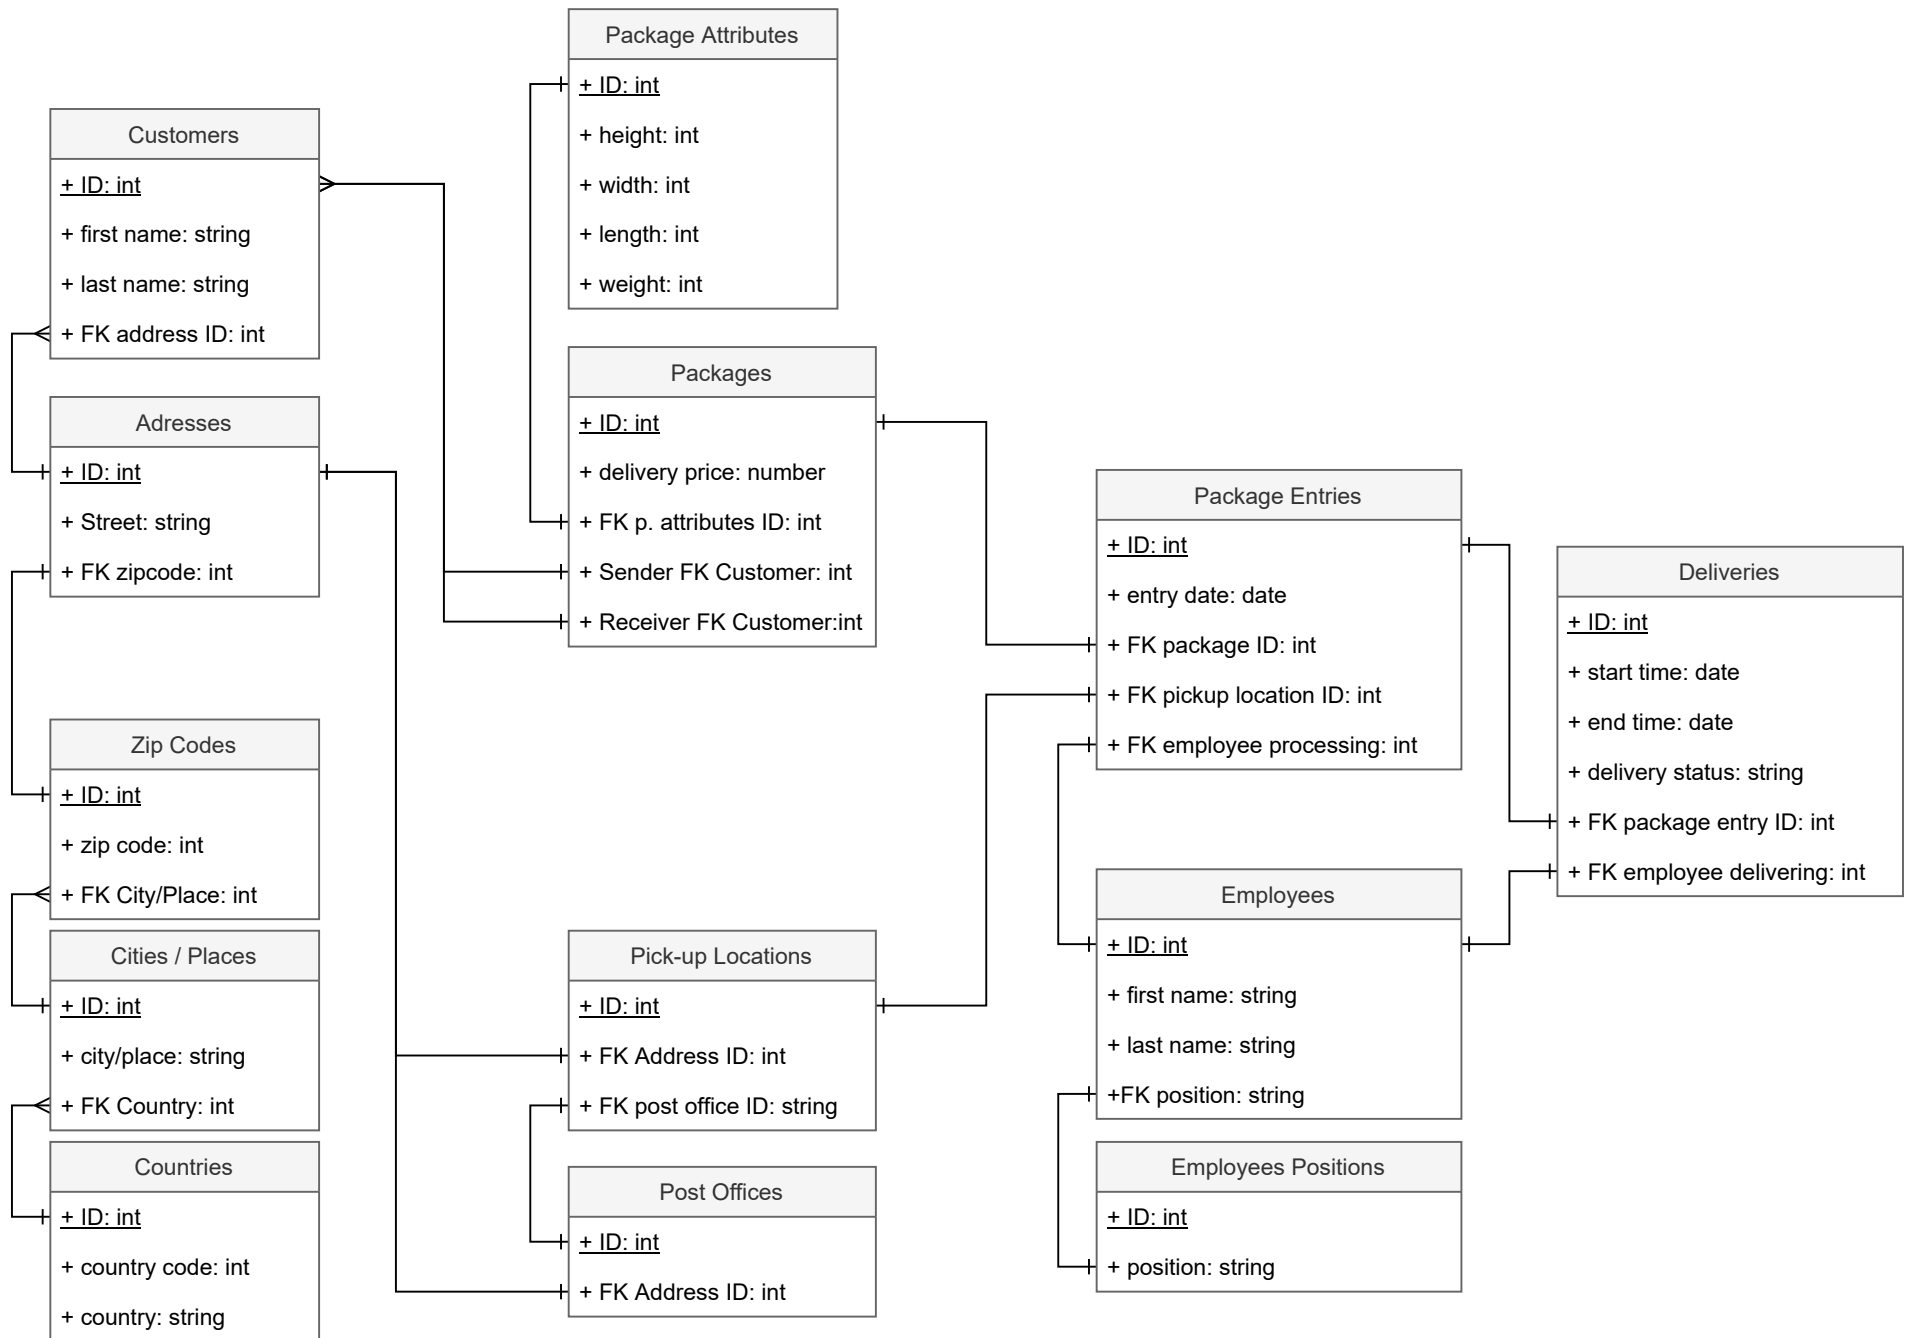 Package Attributes
+ ID: int
+ height: int
+ width: int
+ length: int
+ weight: int
Customers
+ ID: int
+ first name: string
+ last name: string
+ FK address ID: int
Adresses
+ ID: int
+ Street: string
+ FK zipcode: int
Zip Codes
+ ID: int
+ zip code: int
+ FK City/Place: int
Cities / Places
+ ID: int
+ city/place: string
+ FK Country: int
Countries
+ ID: int
+ country code: int
+ country: string
Packages
+ ID: int
+ delivery price: number
+ FK p. attributes ID: int
+ Sender FK Customer: int
+ Receiver FK Customer:int
Pick-up Locations
+ ID: int
+ FK Address ID: int
+ FK post office ID: string
Post Offices
+ ID: int
+ FK Address ID: int
Package Entries
+ ID: int
+ entry date: date
+ FK package ID: int
+ FK pickup location ID: int
+ FK employee processing: int
Employees
+ ID: int
+ first name: string
+ last name: string
+FK position: string
Employees Positions
+ ID: int
+ position: string
Deliveries
+ ID: int
+ start time: date
+ end time: date
+ delivery status: string
+ FK package entry ID: int
+ FK employee delivering: int